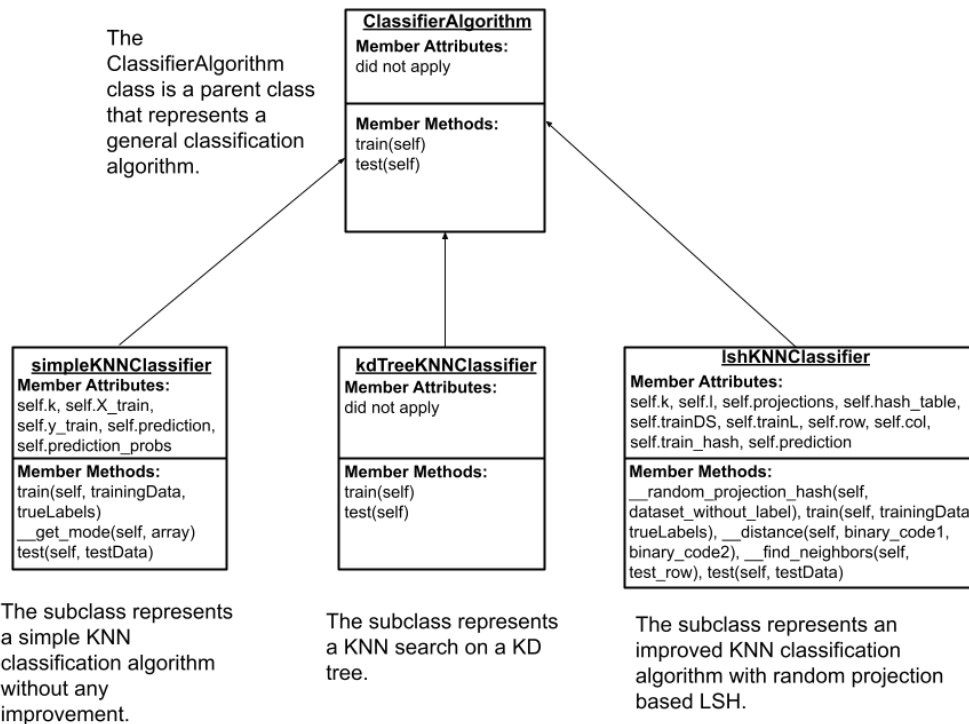 The
ClassifierAlgorithm
class is a parent class
that represents a
general classification
algorithm.
ClassifierAlgorithm
Member Attributes:
did not apply
Member Methods:
train(self)
test(self)
simpleKNNClassifier
Member Attributes:
self.k, self.X_train,
self.y_train, self.prediction,
self.prediction_probs
Member Methods:
train(self, trainingData,
trueLabels)
__get_mode(self, array)
test(self, testData)
The subclass represents
a simple KNN
classification algorithm
without any
improvement.
kdTreeKNNClassifier
Member Attributes:
did not apply
Member Methods:
train(self)
test(self)
The subclass represents
a KNN search on a KD
tree.
lshKNNClassifier
Member Attributes:
self.k, self.l, self.projections, self.hash_table,
self.trainDS, self.trainL, self.row, self.col,
self.train_hash, self.prediction
Member Methods:
__random_projection_hash(self,
dataset_without_label), train(self, trainingData
trueLabels), __distance(self, binary_code1,
binary_code2), __find_neighbors(self,
test_row), test(self, testData)
The subclass represents an
improved KNN classification
algorithm with random projection
based LSH.